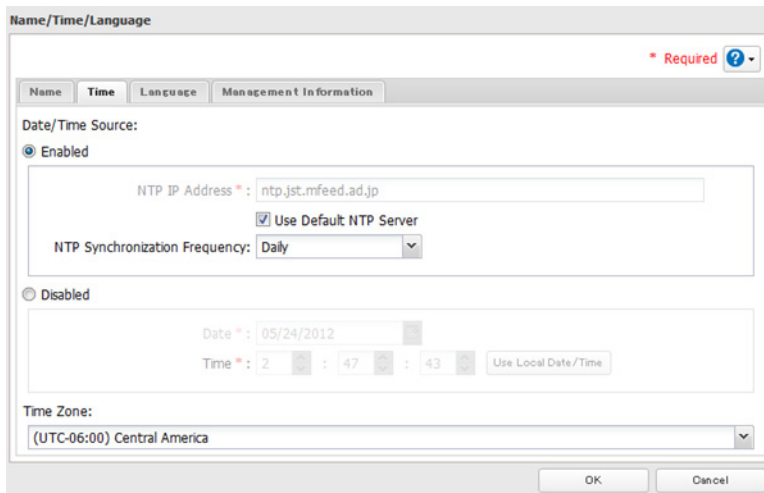 Name/Time/Language
* Required
Name Time Language Management Information
Date/Time Source:
Enabled
NTP IP Address * : ntp.jst.mfeed.ad.jp
Use Default NTP Server
NTP Synchronization Frequency: Daily
Disabled
Date * : 05/24/2012
Time * : 2 : 47 : 43 Use Local Date/Time
Time Zone:
(UTC-06:00) Central America
OK Cancel